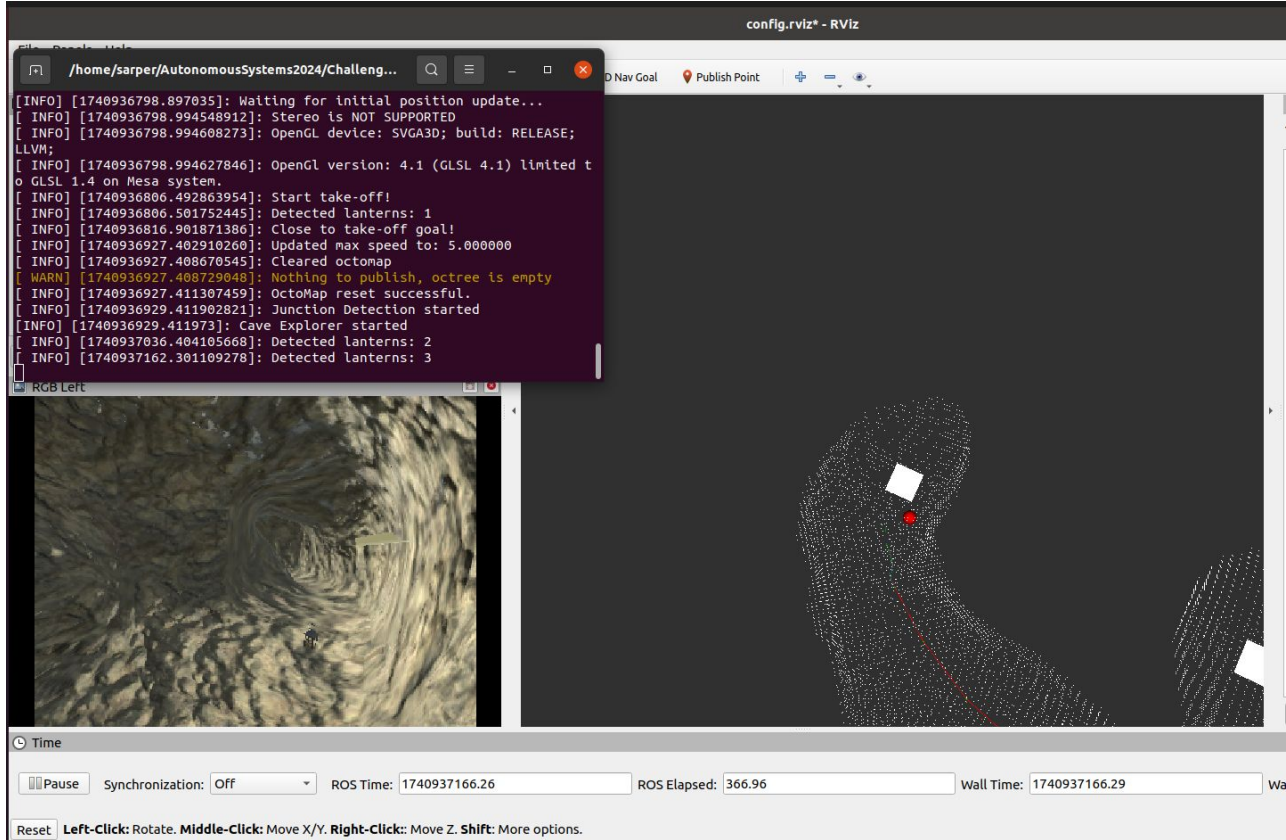 config.rviz* - RViz
/home/sarper/AutonomousSystems2024/Challeng...
D Nav Goal
Publish Point
[INFO] [1740936798.897035]: Waiting for initial position update...
[ INFO] [1740936798.994548912]: Stereo is NOT SUPPORTED
[ INFO] [1740936798.994608273]: OpenGL device: SVGA3D; build: RELEASE;
LLVM;
[ INFO] [1740936798.994627846]: OpenGl version: 4.1 (GLSL 4.1) limited t
o GLSL 1.4 on Mesa system.
[ INFO] [1740936806.492863954]: Start take-off!
[ INFO] [1740936806.501752445]: Detected lanterns: 1
[ INFO] [1740936816.901871386]: Close to take-off goal!
[ INFO] [1740936927.402910260]: Updated max speed to: 5.000000
[ INFO] [1740936927.408670545]: Cleared octomap
[ WARN] [1740936927.408729048]: Nothing to publish, octree is empty
[ INFO] [1740936927.411307459]: OctoMap reset successful.
[ INFO] [1740936929.411902821]: Junction Detection started
[INFO] [1740936929.411973]: Cave Explorer started
[ INFO] [1740937036.404105668]: Detected lanterns: 2
[ INFO] [1740937162.301109278]: Detected lanterns: 3
RGB Left
Time
Pause Synchronization: Off ROS Time: 1740937166.26 ROS Elapsed: 366.96 Wall Time: 1740937166.29 Wa
Reset Left-Click: Rotate. Middle-Click: Move X/Y. Right-Click:: Move Z. Shift: More options.